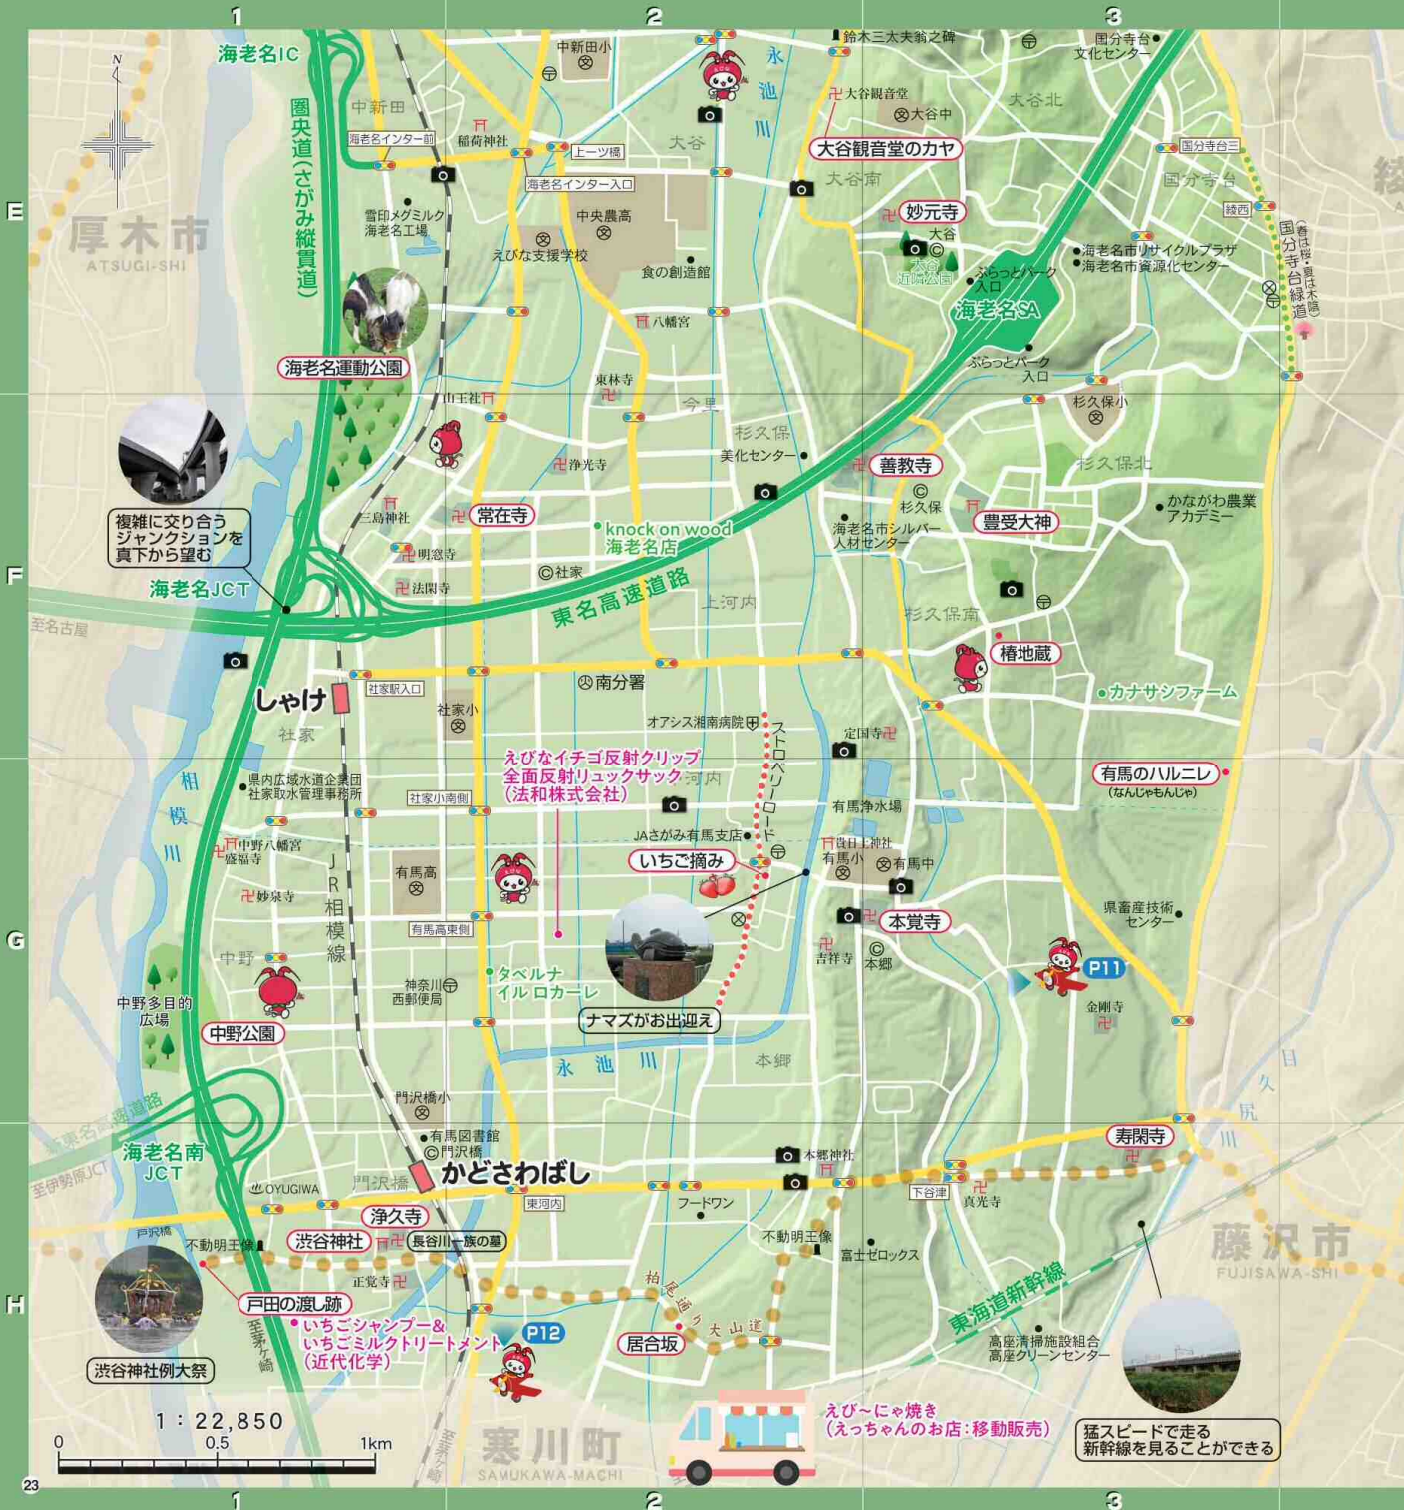 1
2
3
海老名IC
中新田小
永池川
鈴木三太夫翁之碑
国分寺台
文化センター
N
圏央道(さがみ縦貫道)
中新田
海老名インター前
稲荷神社
上一ツ橋
大谷
大谷観音堂
大谷中
大谷北
大谷観音堂のカヤ
国分寺台三
国分寺台
大谷南
海老名インター入口
E
厚木市
ATSUGI-SHI
雪印メグミルク
海老名工場
中央農高
えびな支援学校
食の創造館
妙元寺
大谷
大谷
近隣公園
綾西
海老名市リサイクルプラザ
海老名市資源化センター
国分寺台緑道
(春は桜・夏は木陰)
ぷらっとパーク
入口
海老名SA
ぷらっとパーク
入口
八幡宮
海老名運動公園
東林寺
山王社
今里
杉久保小
杉久保
美化センター
浄光寺
善教寺
杉久保
杉久保北
かながわ農業
アカデミー
複雑に交り合う
ジャンクションを
真下から望む
三島神社
常在寺
knock on wood
海老名店
海老名市シルバー
人材センター
豊受大神
明窓寺
F
海老名JCT
法閑寺
社家
東名高速道路
上河内
杉久保南
至名古屋
椿地蔵
社家駅入口
南分署
しゃけ
カナサシファーム
社家
社家小
オアシス湘南病院
ストロベリーロード
定国寺
えびなイチゴ反射クリップ
全面反射リュックサック
(法和株式会社)
河内
有馬のハルニレ
(なんじゃもんじゃ)
相模川
県内広域水道企業団
社家取水管理事務所
社家小南側
有馬浄水場
JAさがみ有馬支店
中野八幡宮
盛福寺
JR相模線
有馬高
いちご摘み
貴日土神社
有馬小
有馬中
妙泉寺
県畜産技術
センター
G
有馬高東側
本覚寺
中野
吉祥寺
本郷
タベルナ
イル ロカーレ
神奈川
西郵便局
P11
中野多目的
広場
中野公園
ナマズがお出迎え
金剛寺
永池川
本郷
目久尻川
門沢橋小
新東名高速道路
有馬図書館
門沢橋
海老名南
JCT
寿閑寺
至伊勢原JCT
門沢橋
かどさわばし
OYUGIWA
本郷神社
下谷津
真光寺
東河内
フードワン
浄久寺
戸沢橋
不動明王像
渋谷神社
長谷川一族の墓
不動明王像
富士ゼロックス
藤沢市
FUJISAWA-SHI
正覚寺
柏尾通り大山道
東海道新幹線
H
戸田の渡し跡
いちごシャンプー&
いちごミルクトリートメント
(近代化学)
P12
居合坂
高座清掃施設組合
高座クリーンセンター
至茅ケ崎
渋谷神社例大祭
えび〜にゃ焼き
(えっちゃんのお店:移動販売)
猛スピードで走る
新幹線を見ることができる
1 : 22,850
0
0.5
1km
至茅ケ崎
寒川町
SAMUKAWA-MACHI
23
1
2
3